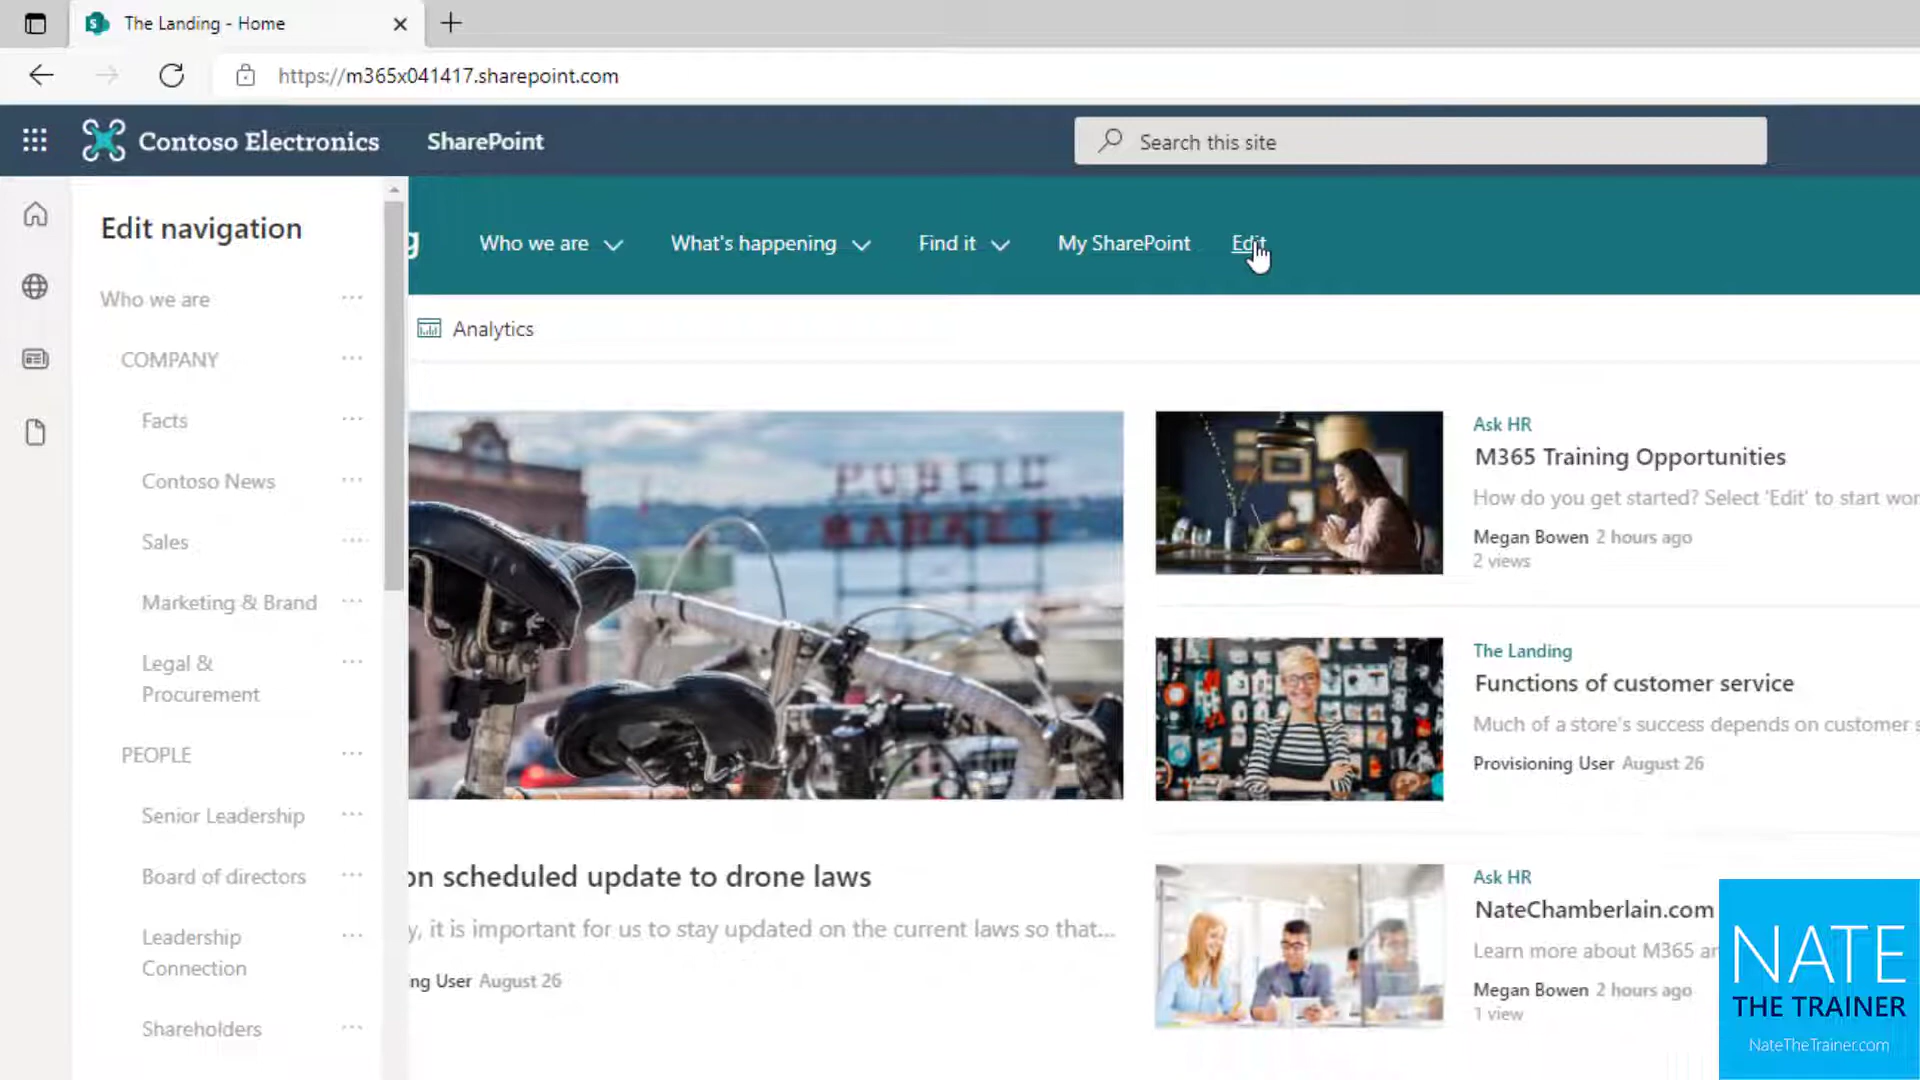 The Landing - Home
https://m365x041417.sharepoint.com
Contoso Electronics
SharePoint
Search this site
Edit navigation
g
Who we are
What's happening
Find it
My SharePoint
Edit
Who we are
COMPANY
Facts
Contoso News
Sales
Marketing & Brand
Legal &
Procurement
PEOPLE
Senior Leadership
Board of directors
Leadership
Connection
Shareholders
Analytics
PUBLIC
MARKET
on scheduled update to drone laws
y, it is important for us to stay updated on the current laws so that...
ng User August 26
Ask HR
M365 Training Opportunities
How do you get started? Select 'Edit' to start wor
Megan Bowen 2 hours ago
2 views
The Landing
Functions of customer service
Much of a store's success depends on customer s
Provisioning User August 26
Ask HR
NateChamberlain.com
Learn more about M365 ar
Megan Bowen 2 hours ago
1 view
NATE
THE TRAINER
NateTheTrainer.com